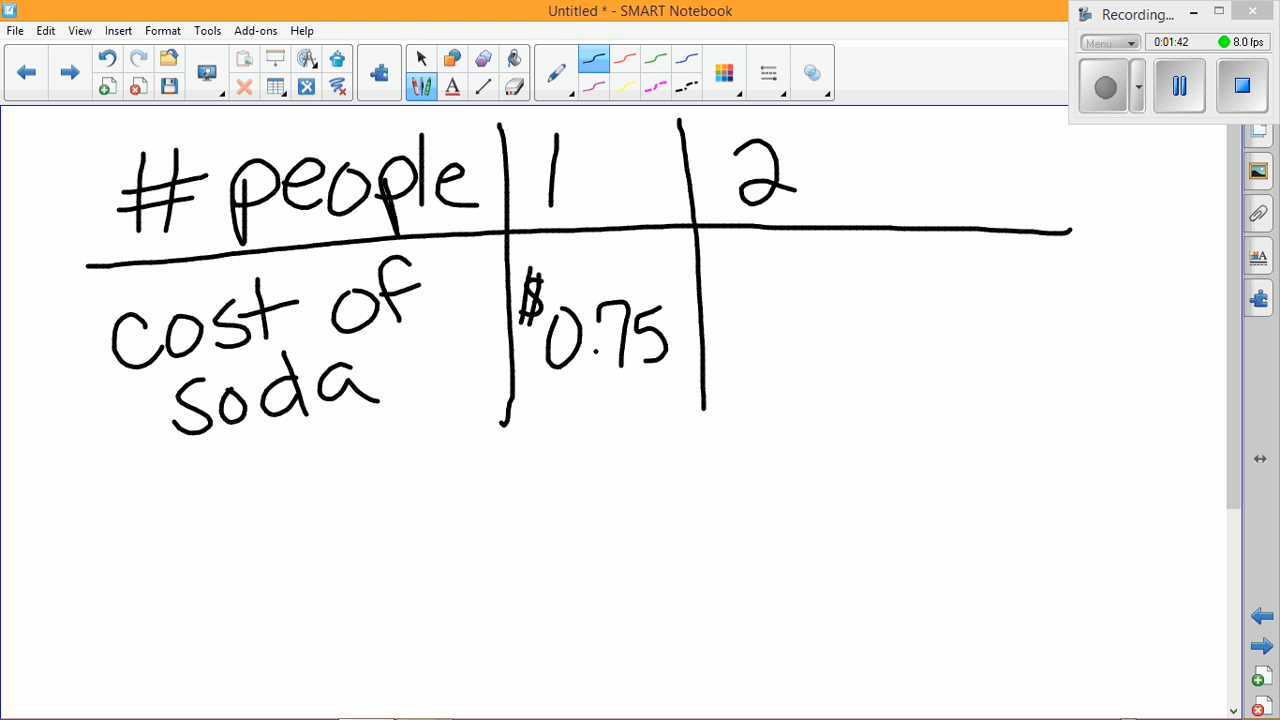 Untitled * - SMART Notebook
Recording...
File Edit View Insert Format Tools Add-ons Help
Menu 0:01:42 8.0 fps
# people 1 2
cost of $0.75
soda